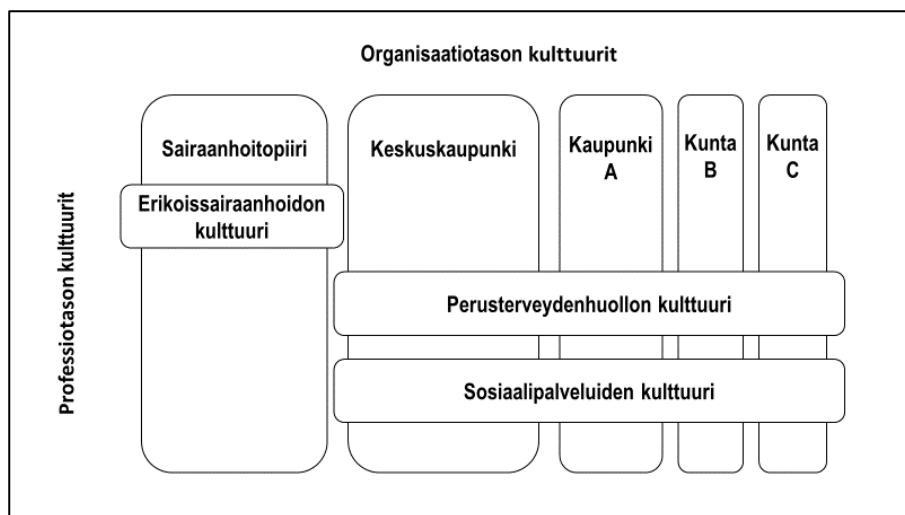 Organisaatiotason kulttuurit
Professiotason kulttuurit
Sairaanhoitopiiri
Keskuskaupunki
Kaupunki
A
Kunta
B
Kunta
C
Erikoissairaanhoidon
kulttuuri
Perusterveydenhuollon kulttuuri
Sosiaalipalveluiden kulttuuri